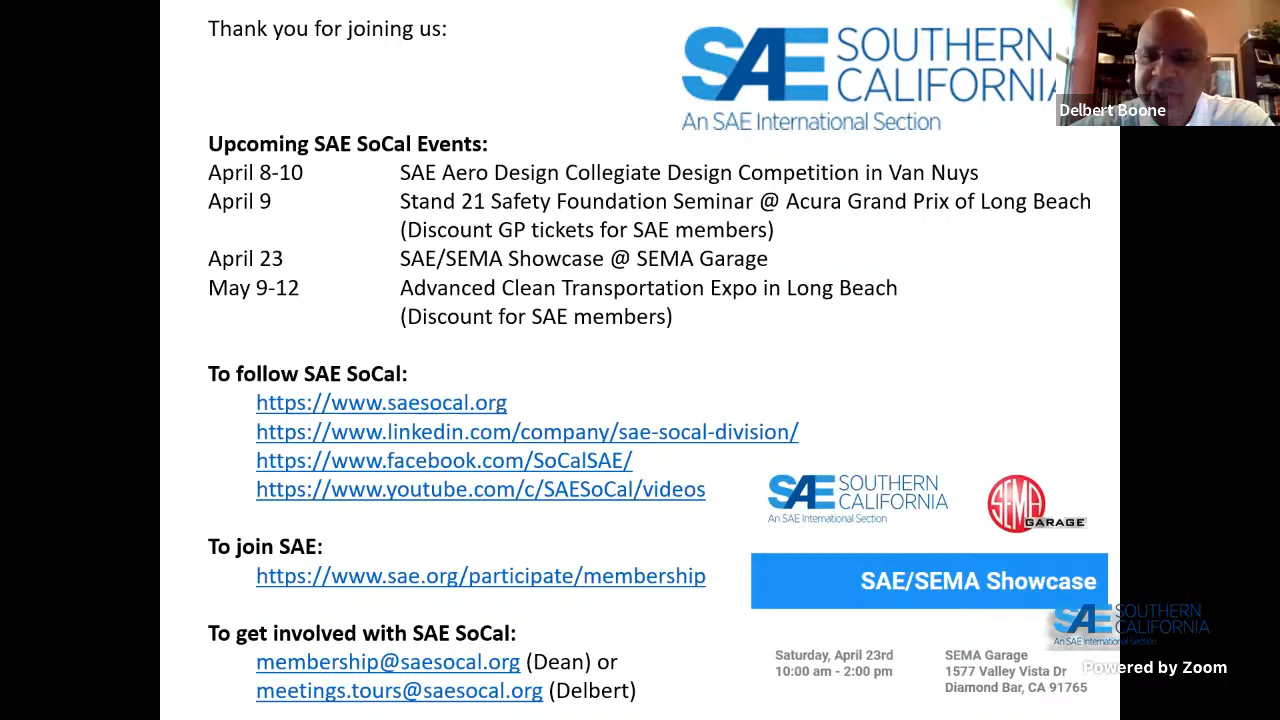 Thank you for joining us:
SAE SOUTHERN CALIFORNIA
An SAE International Section
Delbert Boone
Upcoming SAE SoCal Events:
April 8-10 SAE Aero Design Collegiate Design Competition in Van Nuys
April 9 Stand 21 Safety Foundation Seminar @ Acura Grand Prix of Long Beach
(Discount GP tickets for SAE members)
April 23 SAE/SEMA Showcase @ SEMA Garage
May 9-12 Advanced Clean Transportation Expo in Long Beach
(Discount for SAE members)
To follow SAE SoCal:
https://www.saesocal.org
https://www.linkedin.com/company/sae-socal-division/
https://www.facebook.com/SoCalSAE/
https://www.youtube.com/c/SAESoCal/videos
SAE SOUTHERN CALIFORNIA
An SAE International Section
SEMA GARAGE
To join SAE:
https://www.sae.org/participate/membership
SAE/SEMA Showcase
SAE SOUTHERN CALIFORNIA
An SAE International Section
To get involved with SAE SoCal:
membership@saesocal.org (Dean) or
meetings.tours@saesocal.org (Delbert)
Saturday, April 23rd
10:00 am - 2:00 pm
SEMA Garage
1577 Valley Vista Dr
Diamond Bar, CA 91765
Powered by Zoom